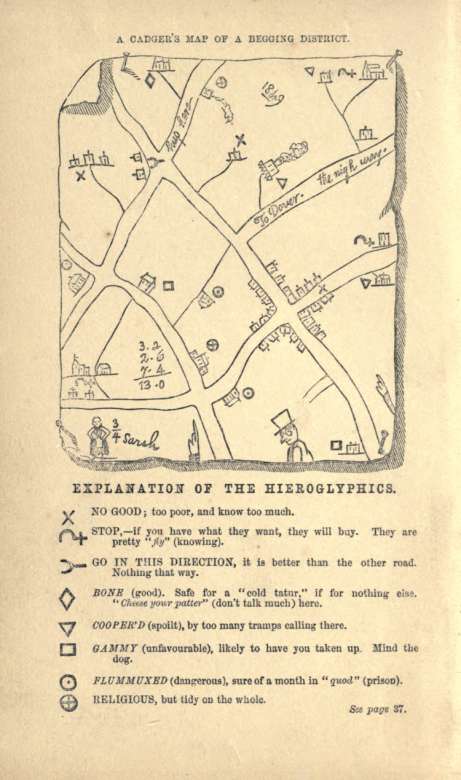 A CADGER'S MAP OF A BEGGING DISTRICT.
18/9
To Dover.
the high way.
3.2
2.6
7.4
13.0
3/4 Sarah
EXPLANATION OF THE HIEROGLYPHICS.
NO GOOD; too poor, and know too much.
STOP,—if you have what they want, they will buy. They are
pretty "fly" (knowing).
GO IN THIS DIRECTION, it is better than the other road.
Nothing that way.
BONE (good). Safe for a "cold tatur," if for nothing else.
"Cheese your patter" (don't talk much) here.
COOPER'D (spoilt), by too many tramps calling there.
GAMMY (unfavourable), likely to have you taken up. Mind the
dog.
FLUMMUXED (dangerous), sure of a month in "quod" (prison).
RELIGIOUS, but tidy on the whole.
See page 37.